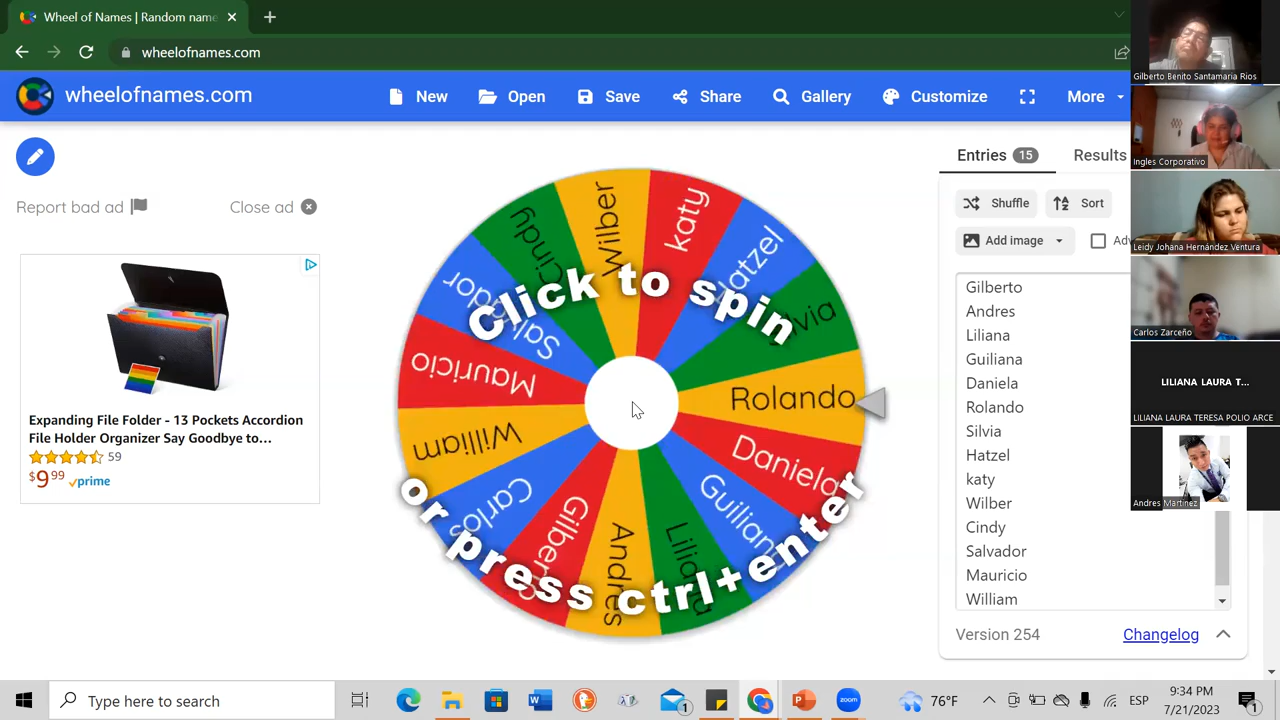 Wheel of Names | Random name
wheelofnames.com
wheelofnames.com
New
Open
Save
Share
Gallery
Customize
More
Report bad ad
Close ad
Expanding File Folder - 13 Pockets Accordion
File Holder Organizer Say Goodbye to...
59
$9.99 prime
Click to spin
or press ctrl+enter
Wilber
katy
Hatzel
Silvia
Rolando
Daniela
Guiliana
Liliana
Andres
Gilberto
Carlos
William
Mauricio
Salvador
Cindy
Entries 15
Results
Shuffle
Sort
Add image
Adv
Gilberto
Andres
Liliana
Guiliana
Daniela
Rolando
Silvia
Hatzel
katy
Wilber
Cindy
Salvador
Mauricio
William
Version 254
Changelog
Gilberto Benito Santamaria Rios
Ingles Corporativo
Leidy Johana Hernández Ventura
Carlos Zarceño
LILIANA LAURA T...
LILIANA LAURA TERESA POLIO ARCE
Andres Martinez
Type here to search
1
76°F
ESP
9:34 PM
7/21/2023
1